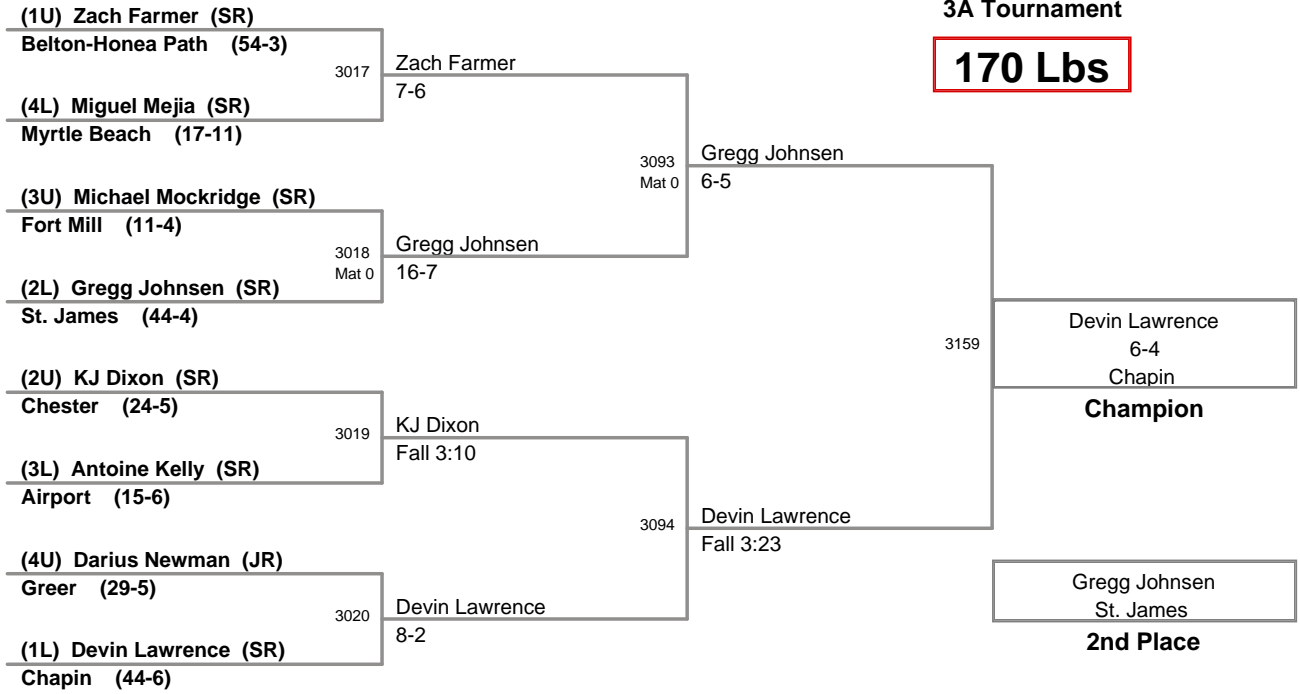 3A Tournament
170 Lbs
(1U) Zach Farmer (SR)
Belton-Honea Path (54-3)
3017
Zach Farmer
7-6
(4L) Miguel Mejia (SR)
Myrtle Beach (17-11)
3093
Mat 0
Gregg Johnsen
6-5
(3U) Michael Mockridge (SR)
Fort Mill (11-4)
3018
Mat 0
Gregg Johnsen
16-7
(2L) Gregg Johnsen (SR)
St. James (44-4)
3159
Devin Lawrence
6-4
Chapin
Champion
(2U) KJ Dixon (SR)
Chester (24-5)
3019
KJ Dixon
Fall 3:10
(3L) Antoine Kelly (SR)
Airport (15-6)
3094
Devin Lawrence
Fall 3:23
(4U) Darius Newman (JR)
Greer (29-5)
3020
Devin Lawrence
8-2
(1L) Devin Lawrence (SR)
Chapin (44-6)
Gregg Johnsen
St. James
2nd Place